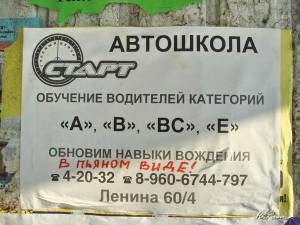 АВТОШКОЛА
СТАРТ
ОБУЧЕНИЕ ВОДИТЕЛЕЙ КАТЕГОРИЙ
«А», «В», «ВС», «Е»
ОБНОВИМ НАВЫКИ ВОЖДЕНИЯ
В ПЬЯНОМ ВИДЕ!
☎4-20-32 ☎8-960-6744-797
Ленина 60/4